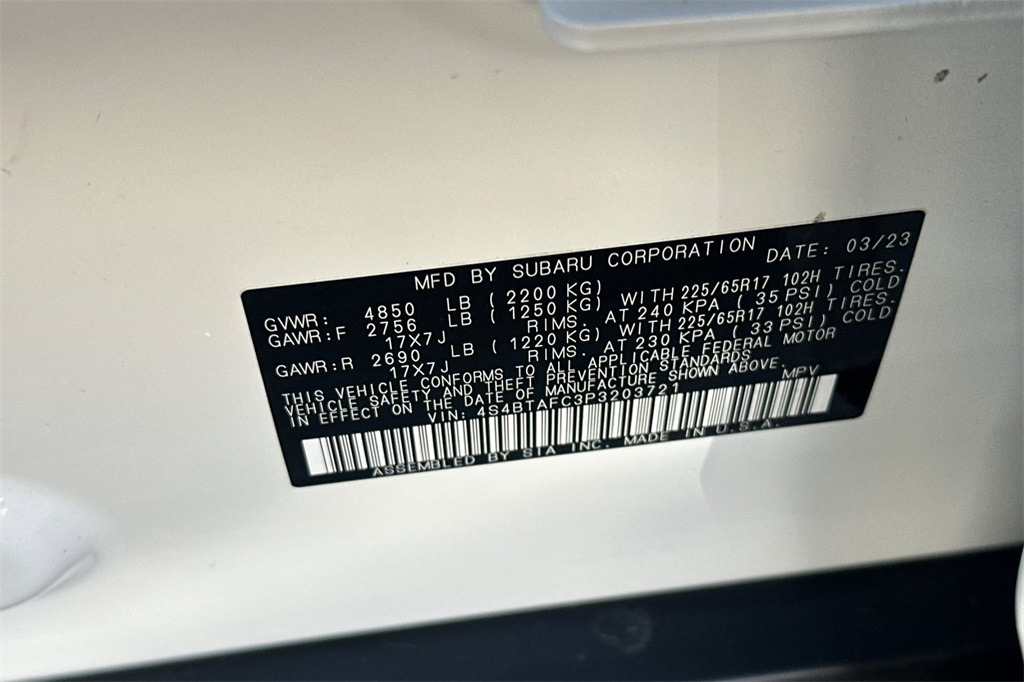 MFD BY SUBARU CORPORATION DATE: 03/23
GVWR: 4850 LB ( 2200 KG)
GAWR:F 2756 LB ( 1250 KG) WITH 225/65R17 102H TIRES.
17X7J RIMS. AT 240 KPA ( 35 PSI) COLD
GAWR:R 2690 LB ( 1220 KG) WITH 225/65R17 102H TIRES.
17X7J RIMS. AT 230 KPA ( 33 PSI) COLD
THIS VEHICLE CONFORMS TO ALL APPLICABLE FEDERAL MOTOR
VEHICLE SAFETY AND THEFT PREVENTION STANDARDS
IN EFFECT ON THE DATE OF MANUFACTURE SHOWN ABOVE.
VIN: 4S4BTAFC3P3203721 MPV
ASSEMBLED BY SIA INC. MADE IN U.S.A.